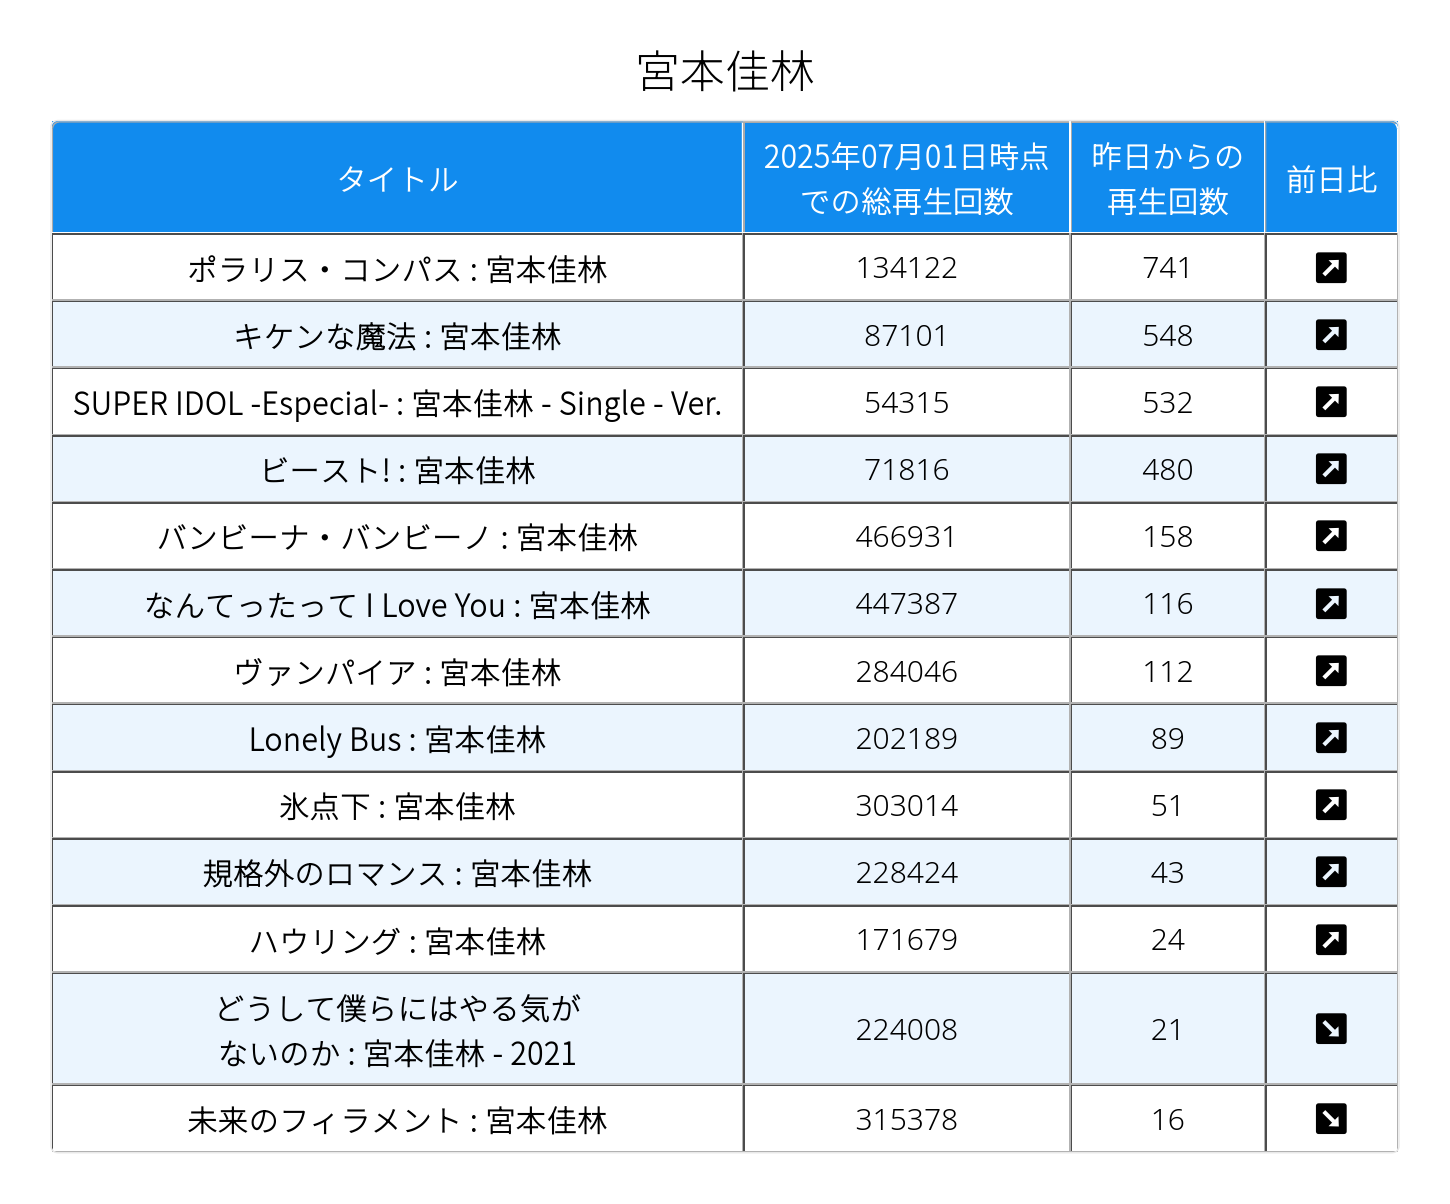 宮本佳林
タイトル
2025年07月01日時点
での総再生回数
昨日からの
再生回数
前日比
ポラリス・コンパス : 宮本佳林 134122 741
キケンな魔法 : 宮本佳林 87101 548
SUPER IDOL -Especial- : 宮本佳林 - Single - Ver. 54315 532
ビースト! : 宮本佳林 71816 480
バンビーナ・バンビーノ : 宮本佳林 466931 158
なんてったって I Love You : 宮本佳林 447387 116
ヴァンパイア : 宮本佳林 284046 112
Lonely Bus : 宮本佳林 202189 89
氷点下 : 宮本佳林 303014 51
規格外のロマンス : 宮本佳林 228424 43
ハウリング : 宮本佳林 171679 24
どうして僕らにはやる気が
ないのか : 宮本佳林 - 2021 224008 21
未来のフィラメント : 宮本佳林 315378 16